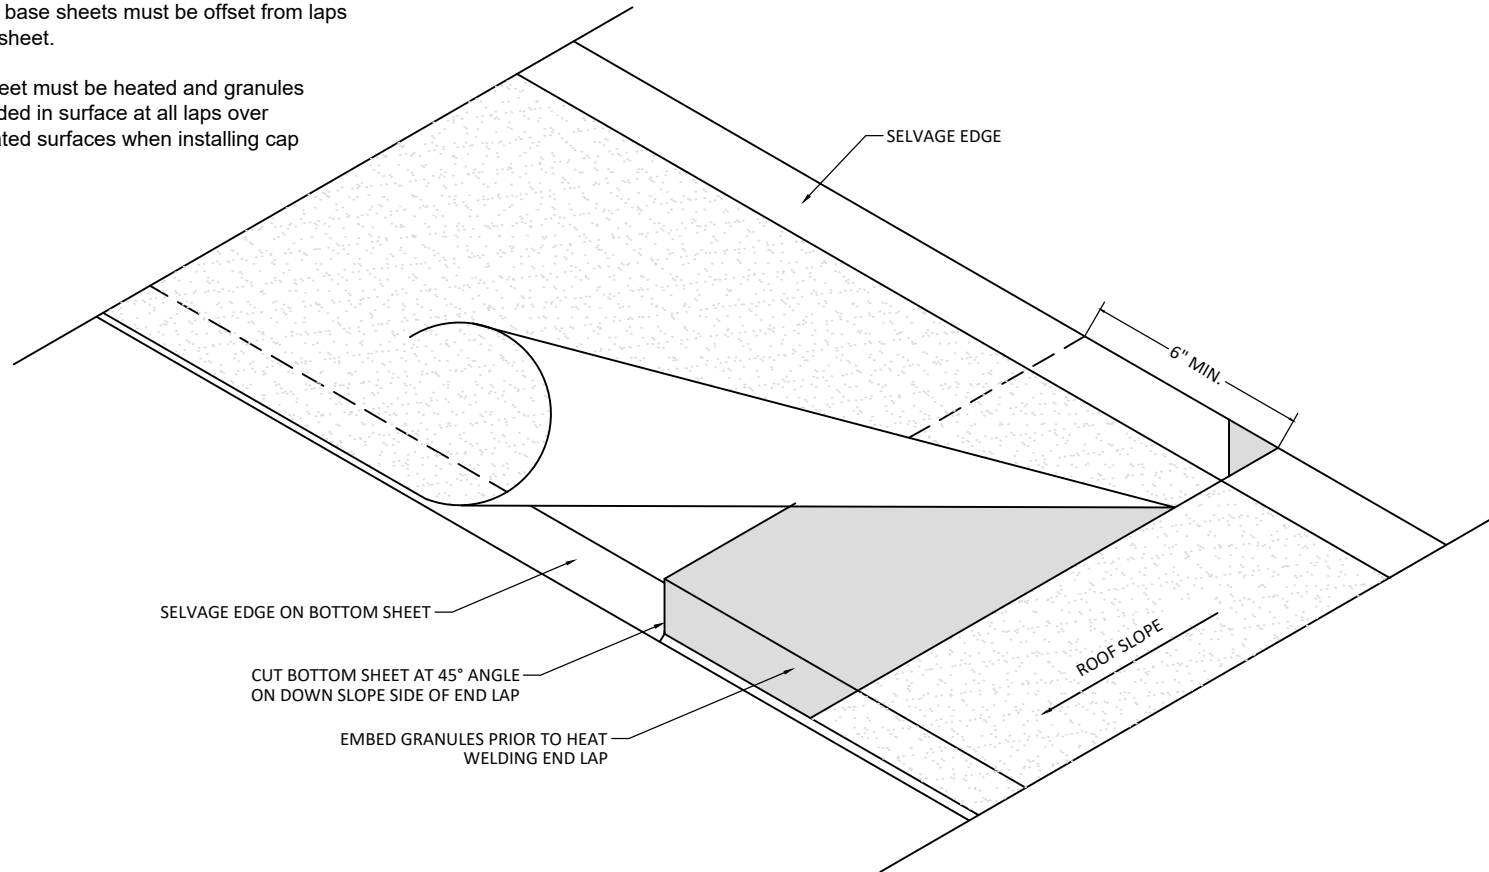 base sheets must be offset from laps
sheet.
eet must be heated and granules
ded in surface at all laps over
ted surfaces when installing cap
SELVAGE EDGE
6" MIN.
SELVAGE EDGE ON BOTTOM SHEET
CUT BOTTOM SHEET AT 45° ANGLE
ON DOWN SLOPE SIDE OF END LAP
ROOF SLOPE
EMBED GRANULES PRIOR TO HEAT
WELDING END LAP